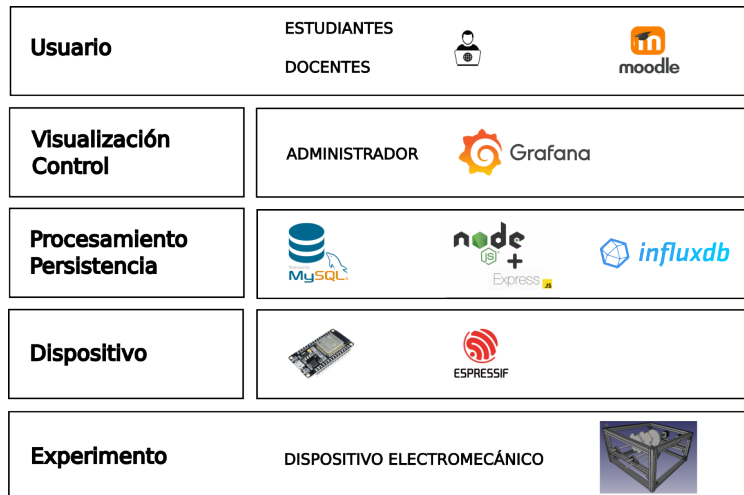 Usuario
ESTUDIANTES
DOCENTES
moodle
Visualización
Control
ADMINISTRADOR
Grafana
Procesamiento
Persistencia
MySQL
node
JS
+
Express
JS
influxdb
Dispositivo
ESPRESSIF
Experimento
DISPOSITIVO ELECTROMECÁNICO